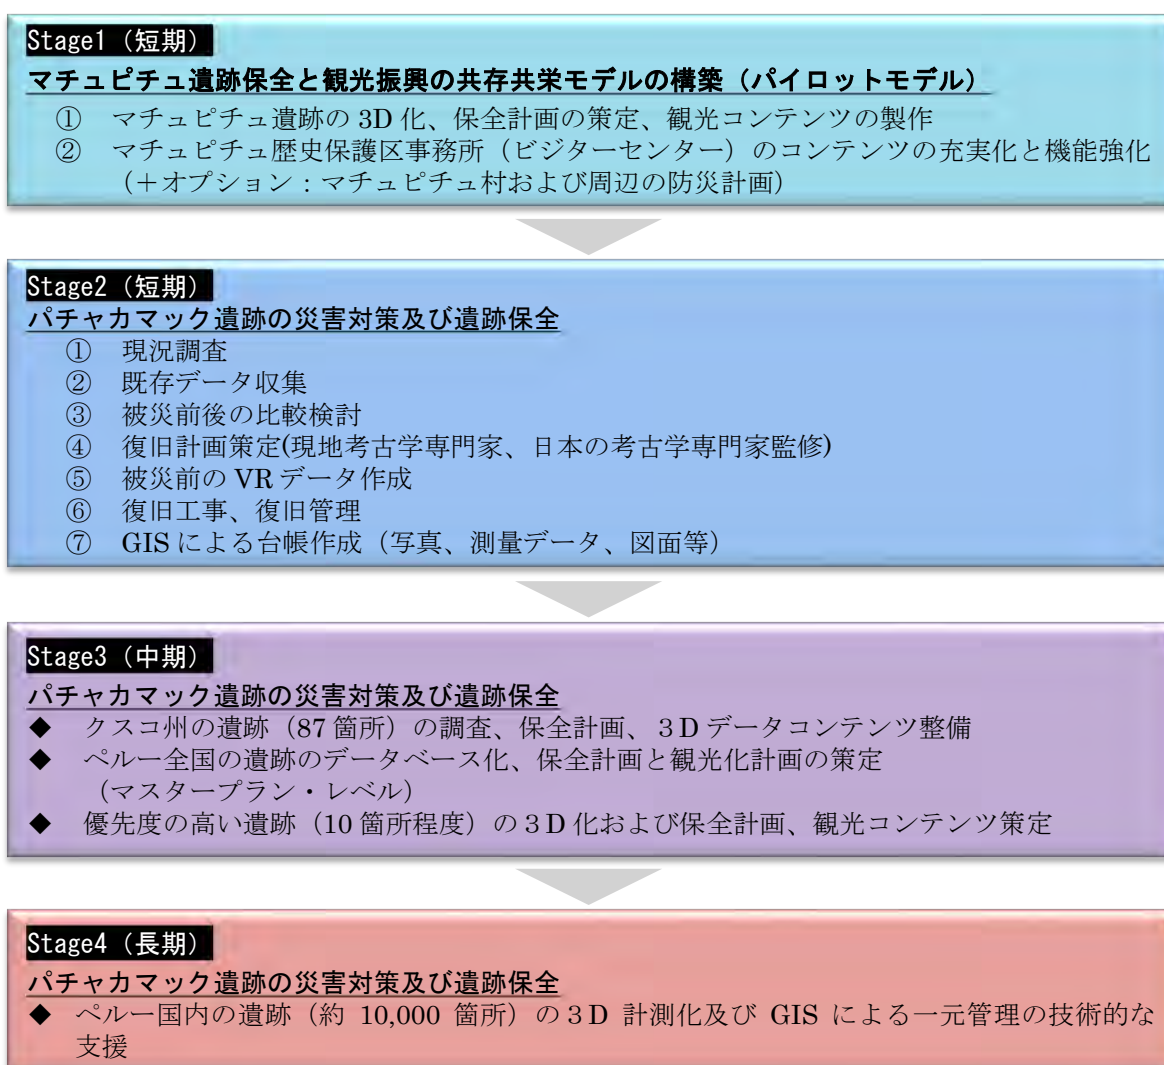 Stage1（短期）
マチュピチュ遺跡保全と観光振興の共存共栄モデルの構築（パイロットモデル）
① マチュピチュ遺跡の 3D 化、保全計画の策定、観光コンテンツの製作
② マチュピチュ歴史保護区事務所（ビジターセンター）のコンテンツの充実化と機能強化
（＋オプション：マチュピチュ村および周辺の防災計画）
Stage2（短期）
パチャカマック遺跡の災害対策及び遺跡保全
① 現況調査
② 既存データ収集
③ 被災前後の比較検討
④ 復旧計画策定(現地考古学専門家、日本の考古学専門家監修)
⑤ 被災前の VR データ作成
⑥ 復旧工事、復旧管理
⑦ GIS による台帳作成（写真、測量データ、図面等）
Stage3（中期）
パチャカマック遺跡の災害対策及び遺跡保全
◆ クスコ州の遺跡（87 箇所）の調査、保全計画、３D データコンテンツ整備
◆ ペルー全国の遺跡のデータベース化、保全計画と観光化計画の策定
（マスタープラン・レベル）
◆ 優先度の高い遺跡（10 箇所程度）の３D 化および保全計画、観光コンテンツ策定
Stage4（長期）
パチャカマック遺跡の災害対策及び遺跡保全
◆ ペルー国内の遺跡（約 10,000 箇所）の３D 計測化及び GIS による一元管理の技術的な
支援